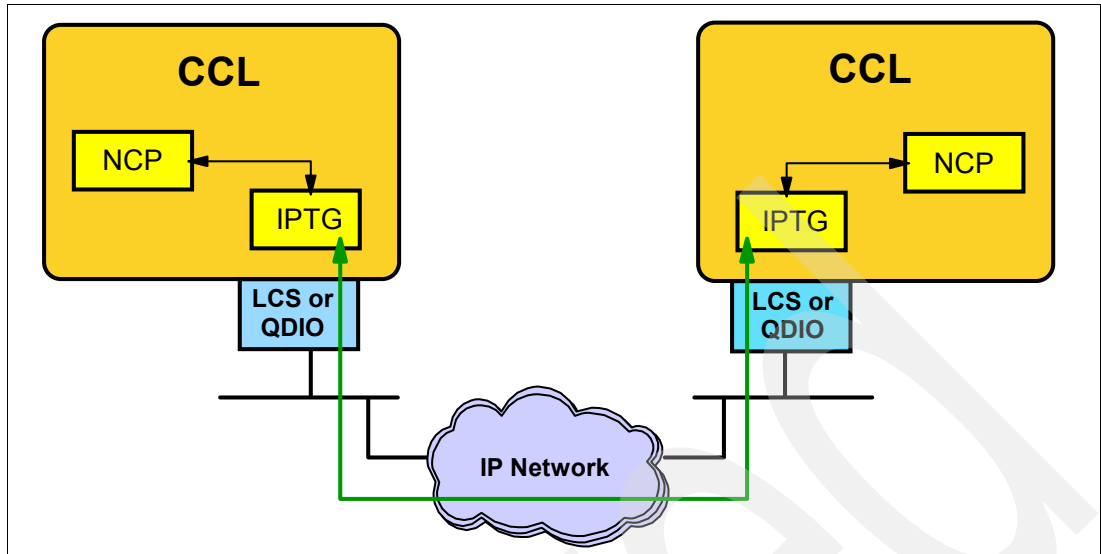 CCL
CCL
NCP
NCP
IPTG
IPTG
LCS or
QDIO
LCS or
QDIO
IP Network